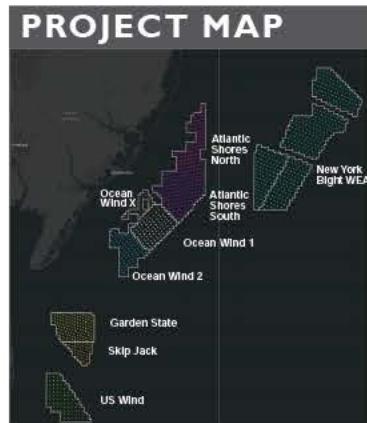 PROJECT MAP
Atlantic
Shores
North
New York
Bight WEA
Ocean
Wind X
Atlantic
Shores
South
Ocean Wind 1
Ocean Wind 2
Garden State
Skip Jack
US Wind